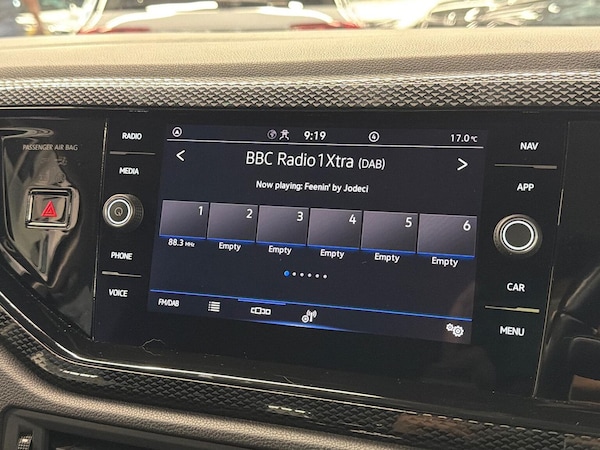 RADIO
MEDIA
PHONE
VOICE
PASSENGER AIR BAG
9:19
4
17.0 °C
BBC Radio 1Xtra (DAB)
Now playing: Feenin' by Jodeci
1 2 3 4 5 6
88.3 MHz Empty Empty Empty Empty Empty
FM/DAB
NAV
APP
CAR
MENU